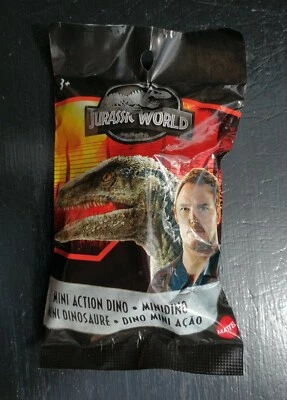 3+
JURASSIC WORLD
MINI ACTION DINO • MINIDINO
MINI DINOSAURE • DINO MINI AÇÃO
MATTEL